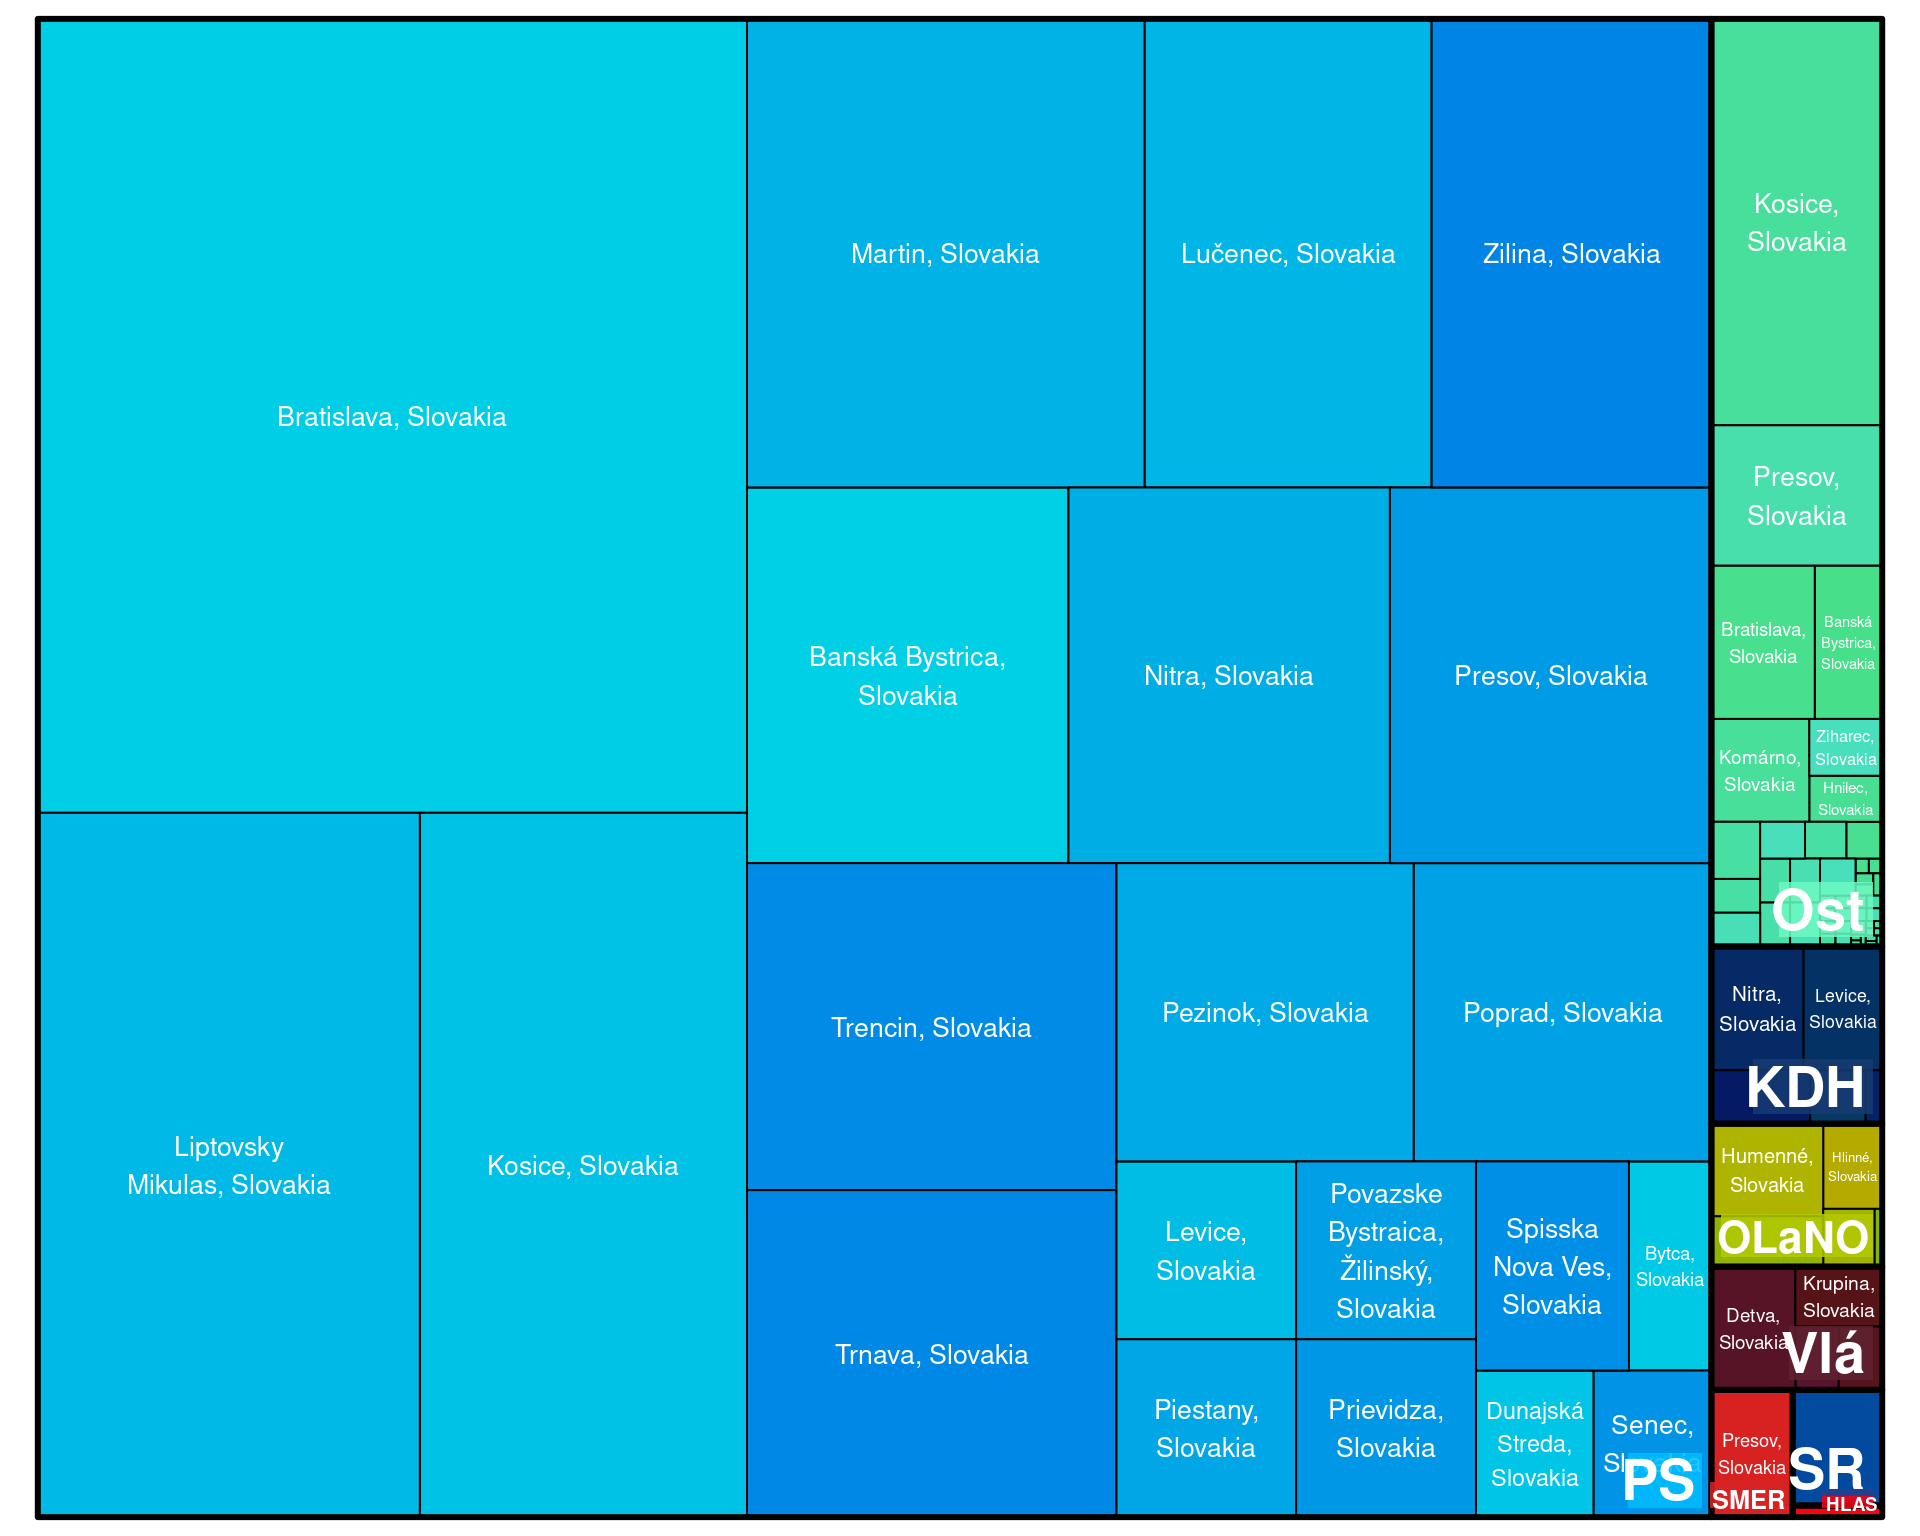 Bratislava, Slovakia
Martin, Slovakia
Lučenec, Slovakia
Zilina, Slovakia
Kosice,
Slovakia
Presov,
Slovakia
Bratislava,
Slovakia
Banská
Bystrica,
Slovakia
Komárno,
Slovakia
Ziharec,
Slovakia
Hnilec,
Slovakia
Ost
Banská Bystrica,
Slovakia
Nitra, Slovakia
Presov, Slovakia
Liptovsky
Mikulas, Slovakia
Kosice, Slovakia
Trencin, Slovakia
Pezinok, Slovakia
Poprad, Slovakia
Trnava, Slovakia
Levice,
Slovakia
Povazske
Bystraica,
Žilinský,
Slovakia
Spisska
Nova Ves,
Slovakia
Bytca,
Slovakia
Piestany,
Slovakia
Prievidza,
Slovakia
Dunajská
Streda,
Slovakia
Senec,
Slovakia
PS
Nitra,
Slovakia
Levice,
Slovakia
KDH
Humenné,
Slovakia
Hlinné,
Slovakia
OLaNO
Detva,
Slovakia
Krupina,
Slovakia
Vlá
Presov,
Slovakia
SMER
SR
HLAS